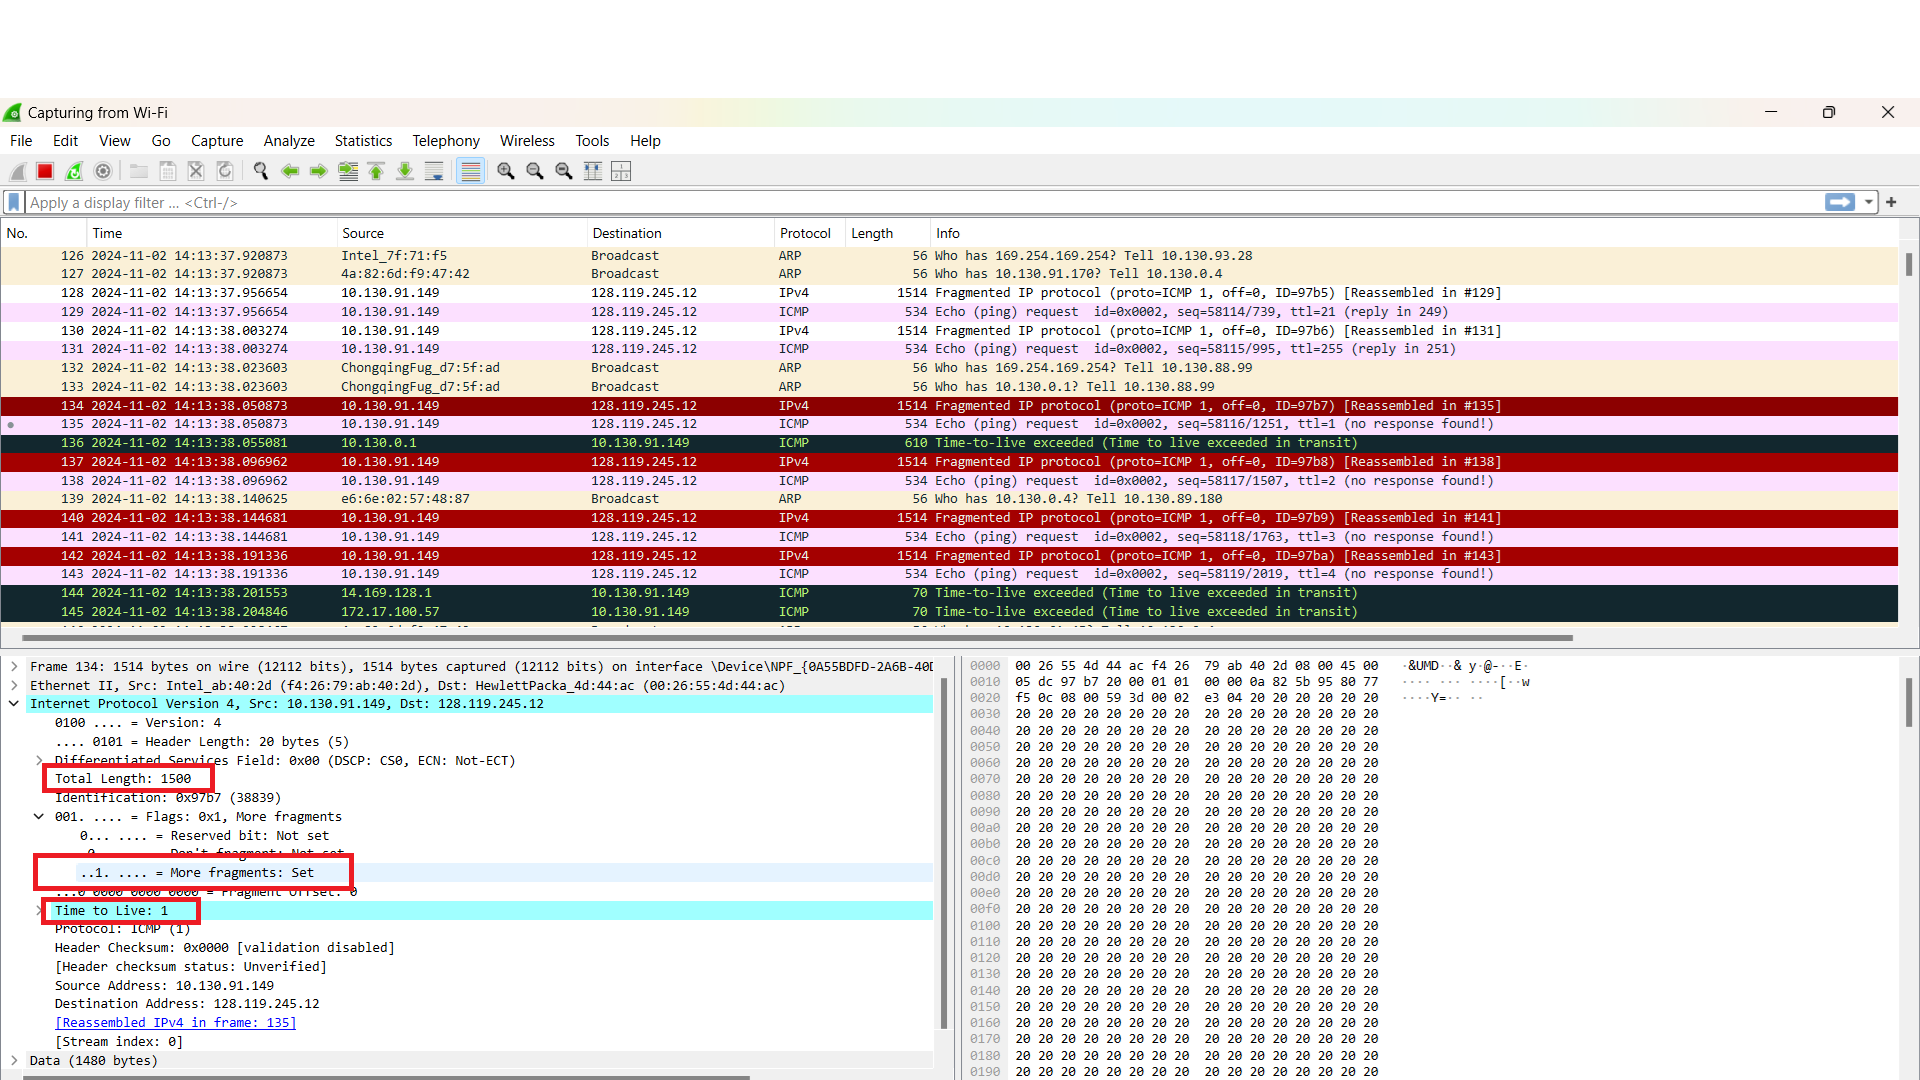 Capturing from Wi-Fi
File Edit View Go Capture Analyze Statistics Telephony Wireless Tools Help
Apply a display filter ... <Ctrl-/>
No. Time Source Destination Protocol Length Info
126 2024-11-02 14:13:37.920873 Intel_7f:71:f5 Broadcast ARP 56 Who has 169.254.169.254? Tell 10.130.93.28
127 2024-11-02 14:13:37.920873 4a:82:6d:f9:47:42 Broadcast ARP 56 Who has 10.130.91.170? Tell 10.130.0.4
128 2024-11-02 14:13:37.956654 10.130.91.149 128.119.245.12 IPv4 1514 Fragmented IP protocol (proto=ICMP 1, off=0, ID=97b5) [Reassembled in #129]
129 2024-11-02 14:13:37.956654 10.130.91.149 128.119.245.12 ICMP 534 Echo (ping) request id=0x0002, seq=58114/739, ttl=21 (reply in 249)
130 2024-11-02 14:13:38.003274 10.130.91.149 128.119.245.12 IPv4 1514 Fragmented IP protocol (proto=ICMP 1, off=0, ID=97b6) [Reassembled in #131]
131 2024-11-02 14:13:38.003274 10.130.91.149 128.119.245.12 ICMP 534 Echo (ping) request id=0x0002, seq=58115/995, ttl=255 (reply in 251)
132 2024-11-02 14:13:38.023603 ChongqingFug_d7:5f:ad Broadcast ARP 56 Who has 169.254.169.254? Tell 10.130.88.99
133 2024-11-02 14:13:38.023603 ChongqingFug_d7:5f:ad Broadcast ARP 56 Who has 10.130.0.1? Tell 10.130.88.99
134 2024-11-02 14:13:38.050873 10.130.91.149 128.119.245.12 IPv4 1514 Fragmented IP protocol (proto=ICMP 1, off=0, ID=97b7) [Reassembled in #135]
135 2024-11-02 14:13:38.050873 10.130.91.149 128.119.245.12 ICMP 534 Echo (ping) request id=0x0002, seq=58116/1251, ttl=1 (no response found!)
136 2024-11-02 14:13:38.055081 10.130.0.1 10.130.91.149 ICMP 610 Time-to-live exceeded (Time to live exceeded in transit)
137 2024-11-02 14:13:38.096962 10.130.91.149 128.119.245.12 IPv4 1514 Fragmented IP protocol (proto=ICMP 1, off=0, ID=97b8) [Reassembled in #138]
138 2024-11-02 14:13:38.096962 10.130.91.149 128.119.245.12 ICMP 534 Echo (ping) request id=0x0002, seq=58117/1507, ttl=2 (no response found!)
139 2024-11-02 14:13:38.140625 e6:6e:02:57:48:87 Broadcast ARP 56 Who has 10.130.0.4? Tell 10.130.89.180
140 2024-11-02 14:13:38.144681 10.130.91.149 128.119.245.12 IPv4 1514 Fragmented IP protocol (proto=ICMP 1, off=0, ID=97b9) [Reassembled in #141]
141 2024-11-02 14:13:38.144681 10.130.91.149 128.119.245.12 ICMP 534 Echo (ping) request id=0x0002, seq=58118/1763, ttl=3 (no response found!)
142 2024-11-02 14:13:38.191336 10.130.91.149 128.119.245.12 IPv4 1514 Fragmented IP protocol (proto=ICMP 1, off=0, ID=97ba) [Reassembled in #143]
143 2024-11-02 14:13:38.191336 10.130.91.149 128.119.245.12 ICMP 534 Echo (ping) request id=0x0002, seq=58119/2019, ttl=4 (no response found!)
144 2024-11-02 14:13:38.201553 14.169.128.1 10.130.91.149 ICMP 70 Time-to-live exceeded (Time to live exceeded in transit)
145 2024-11-02 14:13:38.204846 172.17.100.57 10.130.91.149 ICMP 70 Time-to-live exceeded (Time to live exceeded in transit)
Frame 134: 1514 bytes on wire (12112 bits), 1514 bytes captured (12112 bits) on interface \Device\NPF_{0A55BDFD-2A6B-40D
Ethernet II, Src: Intel_ab:40:2d (f4:26:79:ab:40:2d), Dst: HewlettPacka_4d:44:ac (00:26:55:4d:44:ac)
Internet Protocol Version 4, Src: 10.130.91.149, Dst: 128.119.245.12
0100 .... = Version: 4
.... 0101 = Header Length: 20 bytes (5)
Differentiated Services Field: 0x00 (DSCP: CS0, ECN: Not-ECT)
Total Length: 1500
Identification: 0x97b7 (38839)
001. .... = Flags: 0x1, More fragments
0... .... = Reserved bit: Not set
.0.. .... = Don't fragment: Not set
..1. .... = More fragments: Set
...0 0000 0000 0000 = Fragment Offset: 0
Time to Live: 1
Protocol: ICMP (1)
Header Checksum: 0x0000 [validation disabled]
[Header checksum status: Unverified]
Source Address: 10.130.91.149
Destination Address: 128.119.245.12
[Reassembled IPv4 in frame: 135]
[Stream index: 0]
Data (1480 bytes)
0000 00 26 55 4d 44 ac f4 26 79 ab 40 2d 08 00 45 00 ·&UMD··& y·@-··E·
0010 05 dc 97 b7 20 00 01 01 00 00 0a 82 5b 95 80 77 ···· ··· ····[··w
0020 f5 0c 08 00 59 3d 00 02 e3 04 20 20 20 20 20 20 ····Y=·· ··
0030 20 20 20 20 20 20 20 20 20 20 20 20 20 20 20 20
0040 20 20 20 20 20 20 20 20 20 20 20 20 20 20 20 20
0050 20 20 20 20 20 20 20 20 20 20 20 20 20 20 20 20
0060 20 20 20 20 20 20 20 20 20 20 20 20 20 20 20 20
0070 20 20 20 20 20 20 20 20 20 20 20 20 20 20 20 20
0080 20 20 20 20 20 20 20 20 20 20 20 20 20 20 20 20
0090 20 20 20 20 20 20 20 20 20 20 20 20 20 20 20 20
00a0 20 20 20 20 20 20 20 20 20 20 20 20 20 20 20 20
00b0 20 20 20 20 20 20 20 20 20 20 20 20 20 20 20 20
00c0 20 20 20 20 20 20 20 20 20 20 20 20 20 20 20 20
00d0 20 20 20 20 20 20 20 20 20 20 20 20 20 20 20 20
00e0 20 20 20 20 20 20 20 20 20 20 20 20 20 20 20 20
00f0 20 20 20 20 20 20 20 20 20 20 20 20 20 20 20 20
0100 20 20 20 20 20 20 20 20 20 20 20 20 20 20 20 20
0110 20 20 20 20 20 20 20 20 20 20 20 20 20 20 20 20
0120 20 20 20 20 20 20 20 20 20 20 20 20 20 20 20 20
0130 20 20 20 20 20 20 20 20 20 20 20 20 20 20 20 20
0140 20 20 20 20 20 20 20 20 20 20 20 20 20 20 20 20
0150 20 20 20 20 20 20 20 20 20 20 20 20 20 20 20 20
0160 20 20 20 20 20 20 20 20 20 20 20 20 20 20 20 20
0170 20 20 20 20 20 20 20 20 20 20 20 20 20 20 20 20
0180 20 20 20 20 20 20 20 20 20 20 20 20 20 20 20 20
0190 20 20 20 20 20 20 20 20 20 20 20 20 20 20 20 20